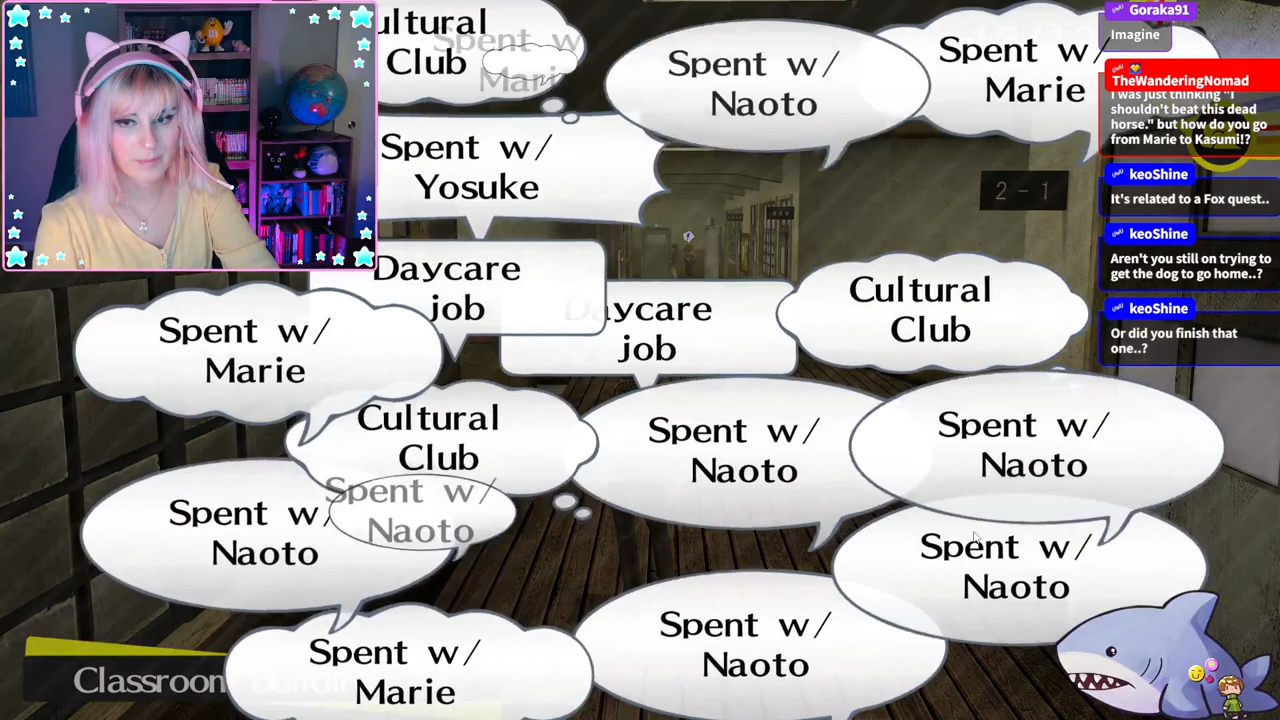 ultural
Club
Spent w
Mari
Spent w/
Naoto
Spent w/
Marie
Spent w/
Yosuke
2 - 1
Daycare
job
aycare
job
Cultural
Club
Spent w/
Marie
Cultural
Club
Spent w/
Naoto
Spent w/
Naoto
Spent w/
Naoto
Spent w/
Naoto
Spent w/
Naoto
Spent w/
Marie
Spent w/
Naoto
Classroom
Goraka91
Imagine
TheWanderingNomad
I was just thinking "I
shouldn't beat this dead
horse." but how do you go
from Marie to Kasumi!?
keoShine
It's related to a Fox quest..
keoShine
Aren't you still on trying to
get the dog to go home..?
keoShine
Or did you finish that
one..?